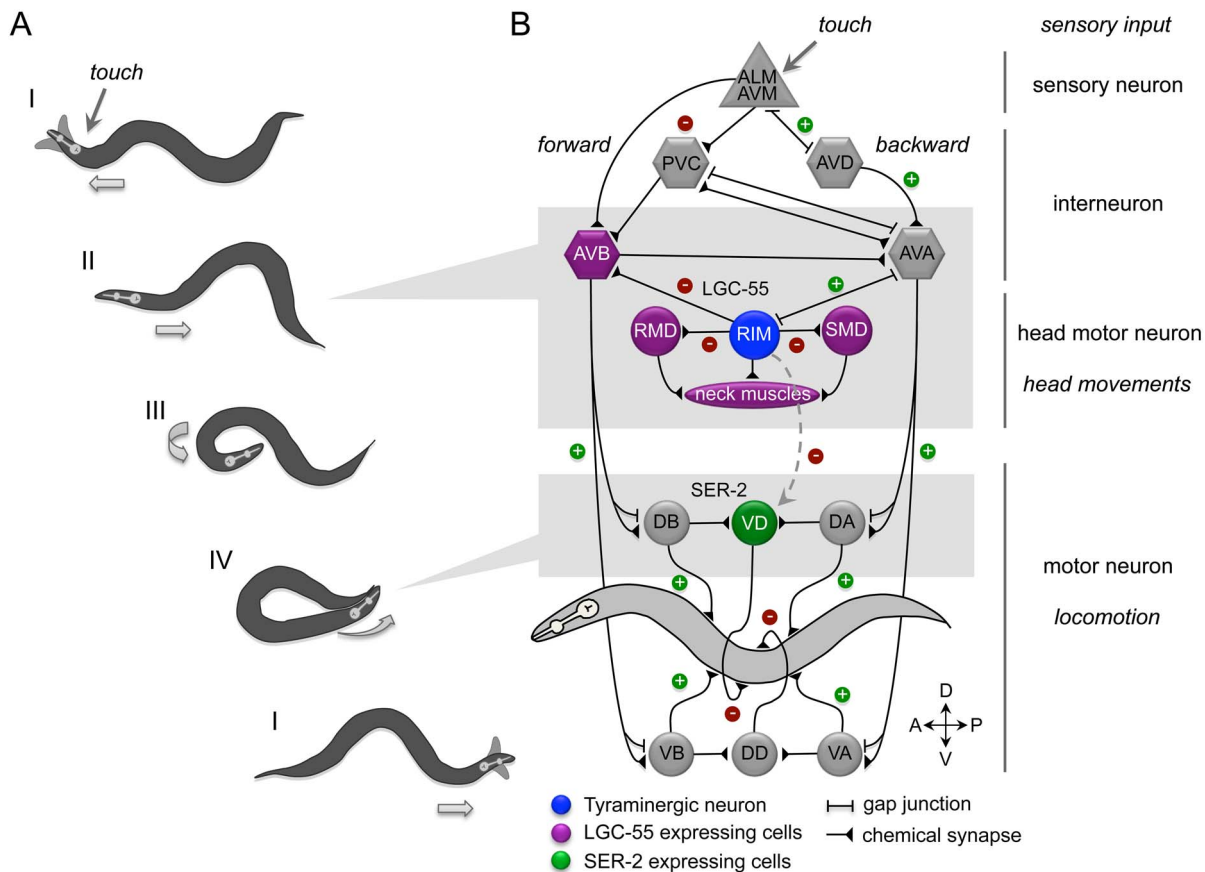 A
touch
I
II
III
IV
I
B
touch
sensory input
ALM
AVM
sensory neuron
-
+
forward
backward
PVC
AVD
+
interneuron
AVB
AVA
-
LGC-55
+
RMD
RIM
SMD
head motor neuron
-
-
neck muscles
head movements
+
-
+
SER-2
DB
VD
DA
motor neuron
+
+
locomotion
-
+
+
-
D
A
P
V
VB
DD
VA
Tyraminergic neuron
gap junction
LGC-55 expressing cells
chemical synapse
SER-2 expressing cells